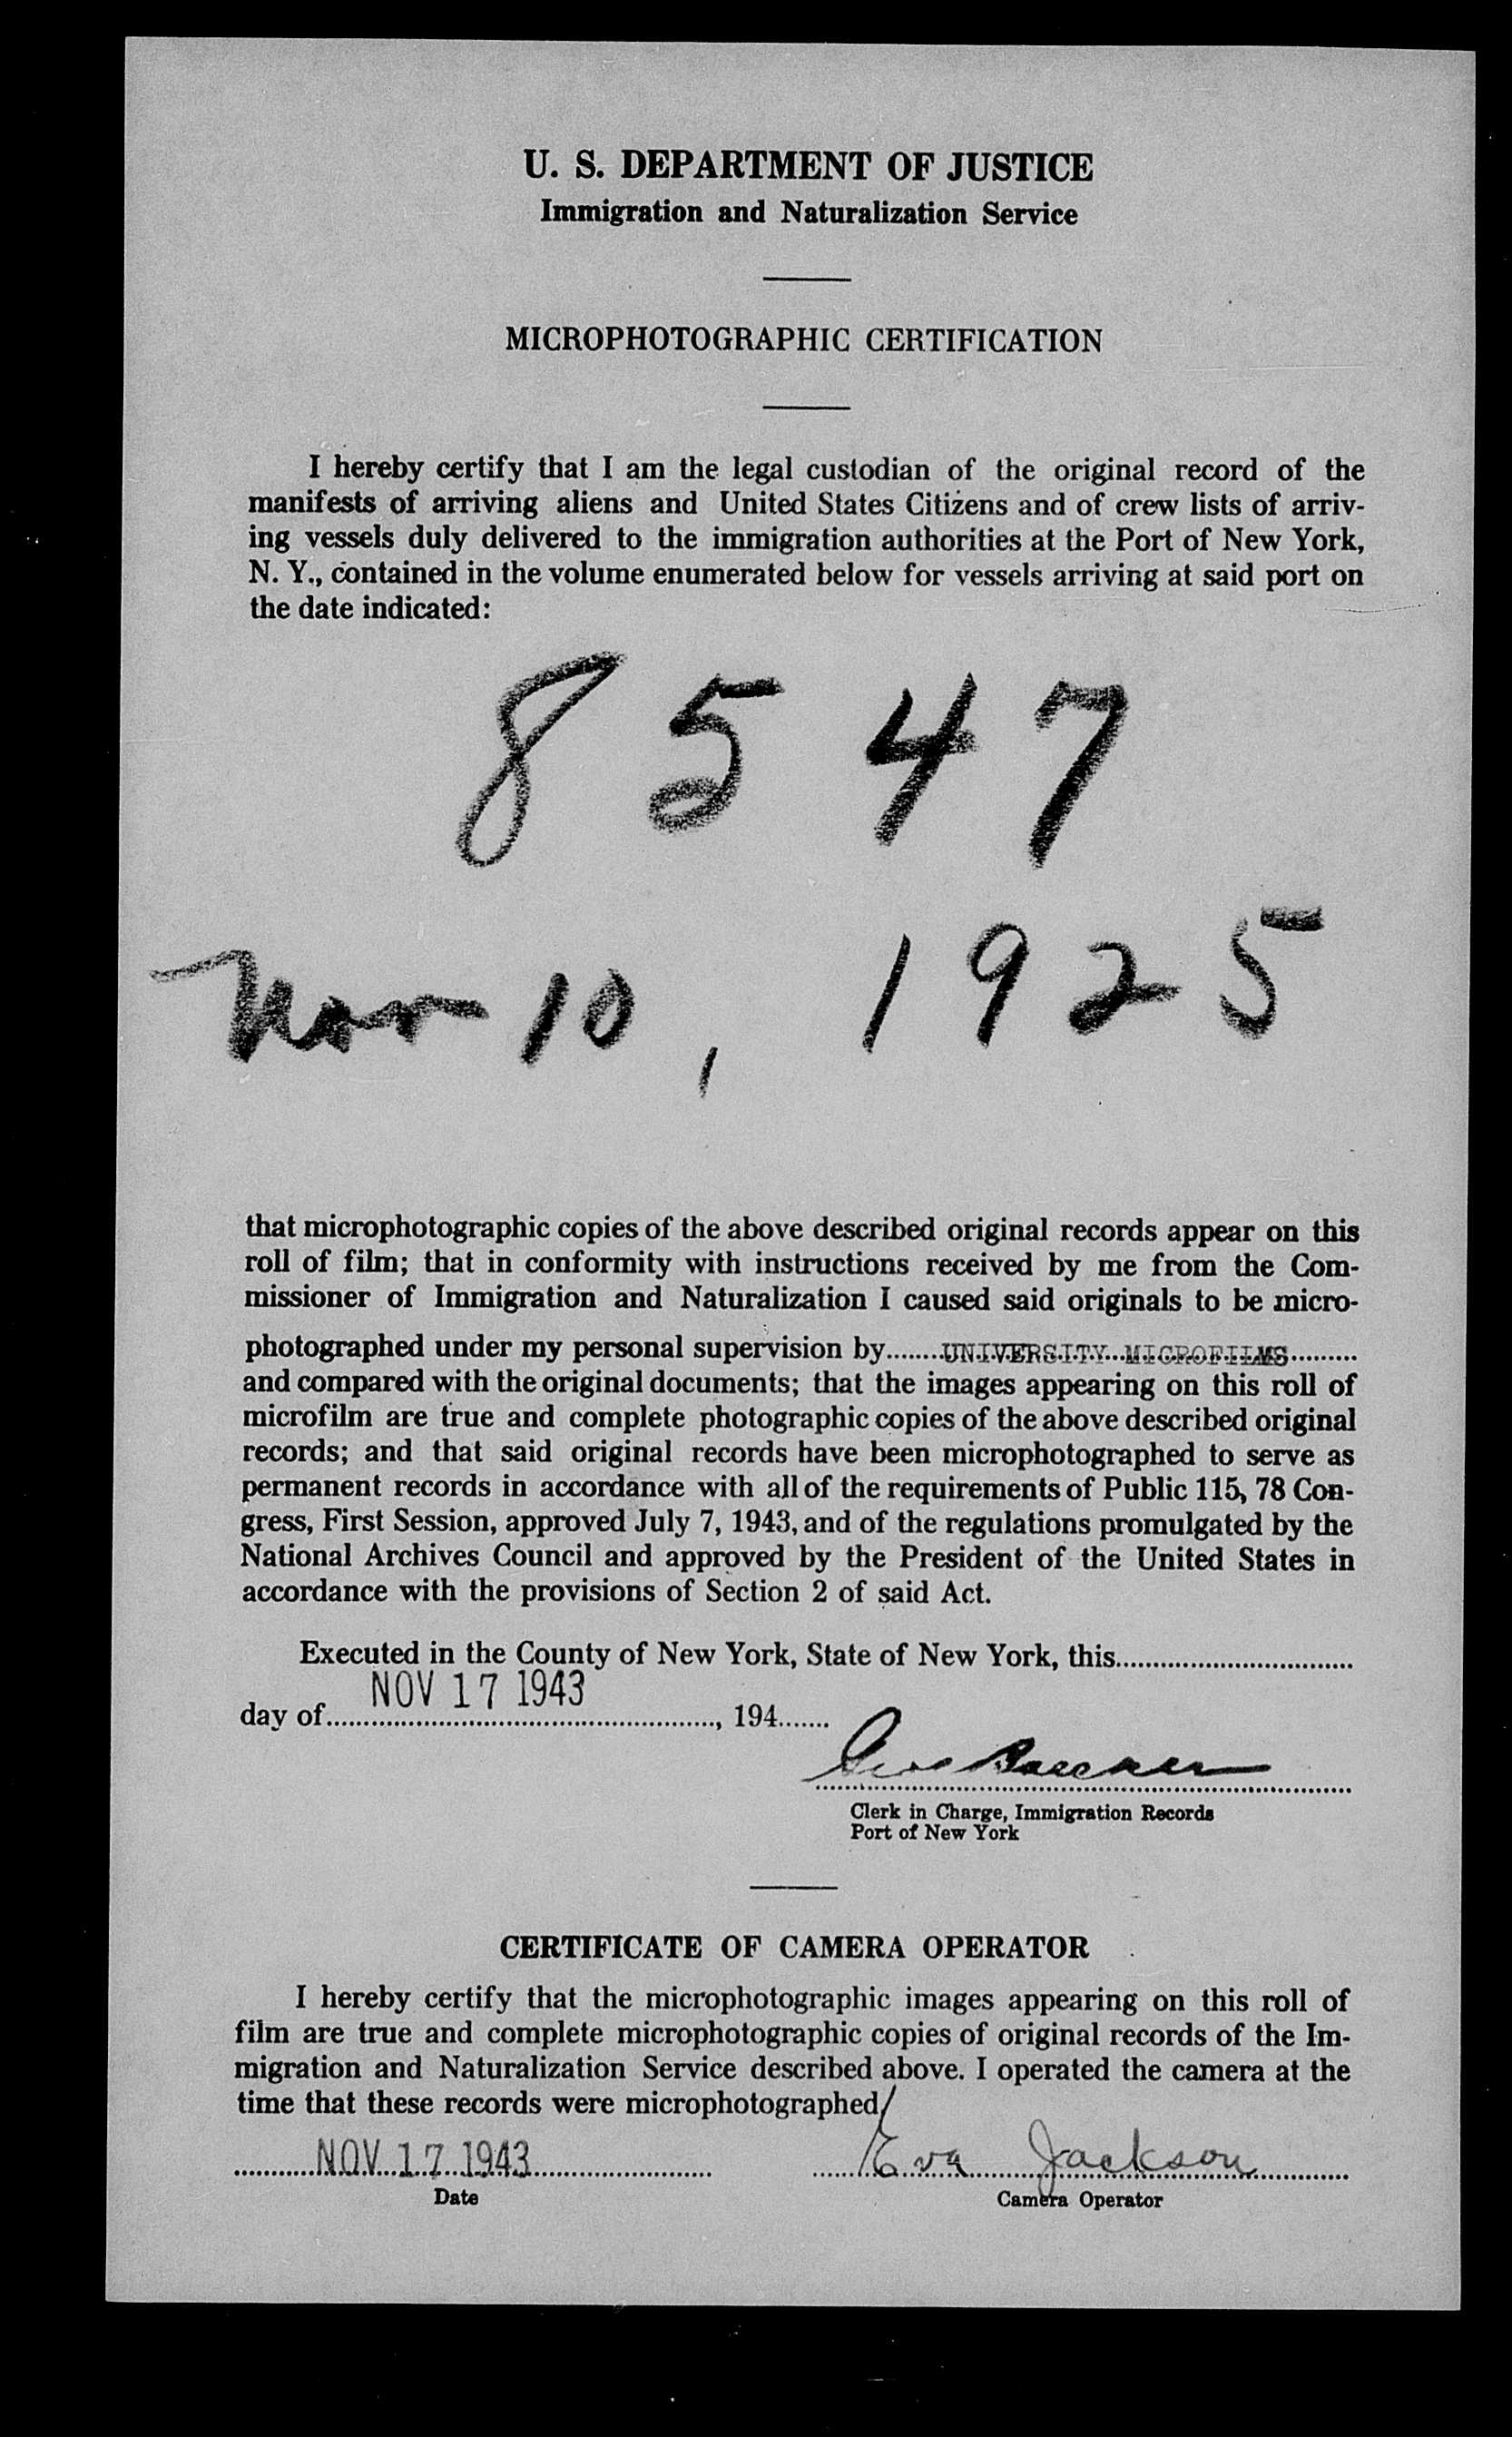 U. S. DEPARTMENT OF JUSTICE
Immigration and Naturalization Service
MICROPHOTOGRAPHIC CERTIFICATION
I hereby certify that I am the legal custodian of the original record of the
manifests of arriving aliens and United States Citizens and of crew lists of arriv-
ing vessels duly delivered to the immigration authorities at the Port of New York,
N. Y., contained in the volume enumerated below for vessels arriving at said port on
the date indicated:
8547
Nov 10, 1925
that microphotographic copies of the above described original records appear on this
roll of film; that in conformity with instructions received by me from the Com-
missioner of Immigration and Naturalization I caused said originals to be micro-
photographed under my personal supervision by........UNIVERSITY MICROFILMS.........
and compared with the original documents; that the images appearing on this roll of
microfilm are true and complete photographic copies of the above described original
records; and that said original records have been microphotographed to serve as
permanent records in accordance with all of the requirements of Public 115, 78 Con-
gress, First Session, approved July 7, 1943, and of the regulations promulgated by the
National Archives Council and approved by the President of the United States in
accordance with the provisions of Section 2 of said Act.
Executed in the County of New York, State of New York, this................................
day of NOV 17 1943, 194.......
Geo
Clerk in Charge, Immigration Records
Port of New York
CERTIFICATE OF CAMERA OPERATOR
I hereby certify that the microphotographic images appearing on this roll of
film are true and complete microphotographic copies of original records of the Im-
migration and Naturalization Service described above. I operated the camera at the
time that these records were microphotographed
NOV 17 1943 Eva Jackson
Date Camera Operator